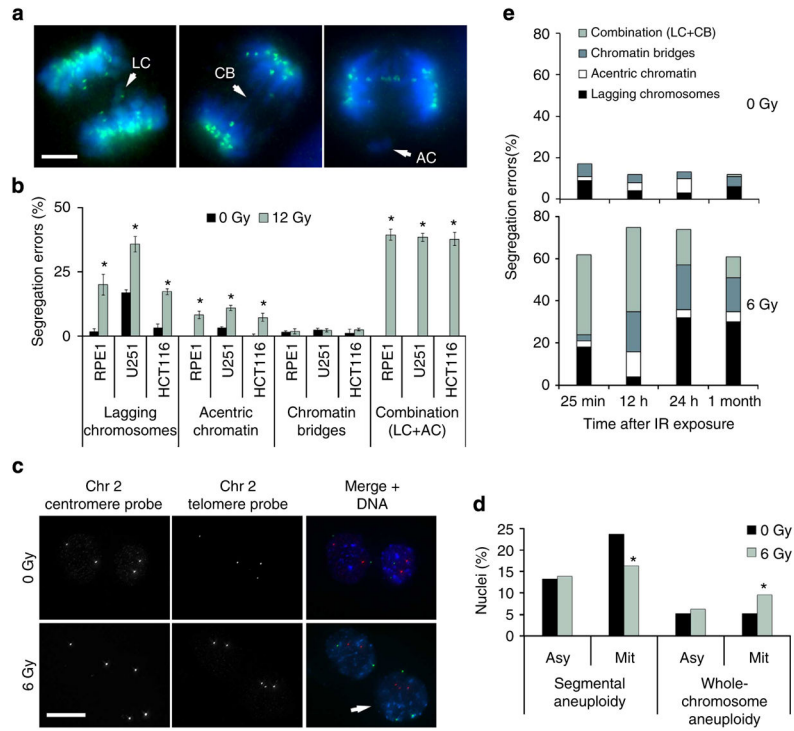 a
LC
CB
AC
b
Segregation errors (%)
50
25
0
0 Gy
12 Gy
*
*
*
*
*
*
*
*
*
RPE1
U251
HCT116
RPE1
U251
HCT116
RPE1
U251
HCT116
RPE1
U251
HCT116
Lagging
chromosomes
Acentric
chromatin
Chromatin
bridges
Combination
(LC+AC)
c
Chr 2
centromere probe
Chr 2
telomere probe
Merge +
DNA
0 Gy
6 Gy
e
Segregation errors(%)
80
60
40
20
0
Combination (LC+CB)
Chromatin bridges
Acentric chromatin
Lagging chromosomes
0 Gy
80
60
40
20
0
6 Gy
25 min
12 h
24 h
1 month
Time after IR exposure
d
Nuclei (%)
25
20
15
10
5
0
0 Gy
6 Gy
*
*
Asy
Mit
Asy
Mit
Segmental
aneuploidy
Whole-
chromosome
aneuploidy